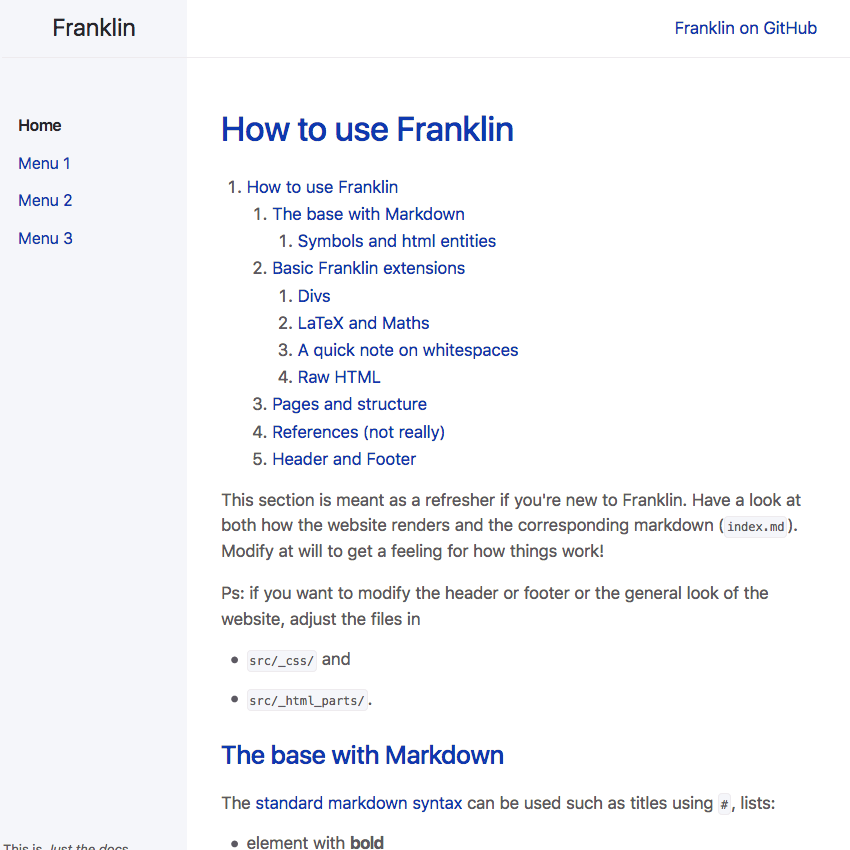 Franklin
Franklin on GitHub
Home
Menu 1
Menu 2
Menu 3
How to use Franklin
1. How to use Franklin
1. The base with Markdown
1. Symbols and html entities
2. Basic Franklin extensions
1. Divs
2. LaTeX and Maths
3. A quick note on whitespaces
4. Raw HTML
3. Pages and structure
4. References (not really)
5. Header and Footer
This section is meant as a refresher if you're new to Franklin. Have a look at
both how the website renders and the corresponding markdown (index.md).
Modify at will to get a feeling for how things work!
Ps: if you want to modify the header or footer or the general look of the
website, adjust the files in
• src/_css/ and
• src/_html_parts/.
The base with Markdown
The standard markdown syntax can be used such as titles using #, lists:
• element with bold
This is Just the docs